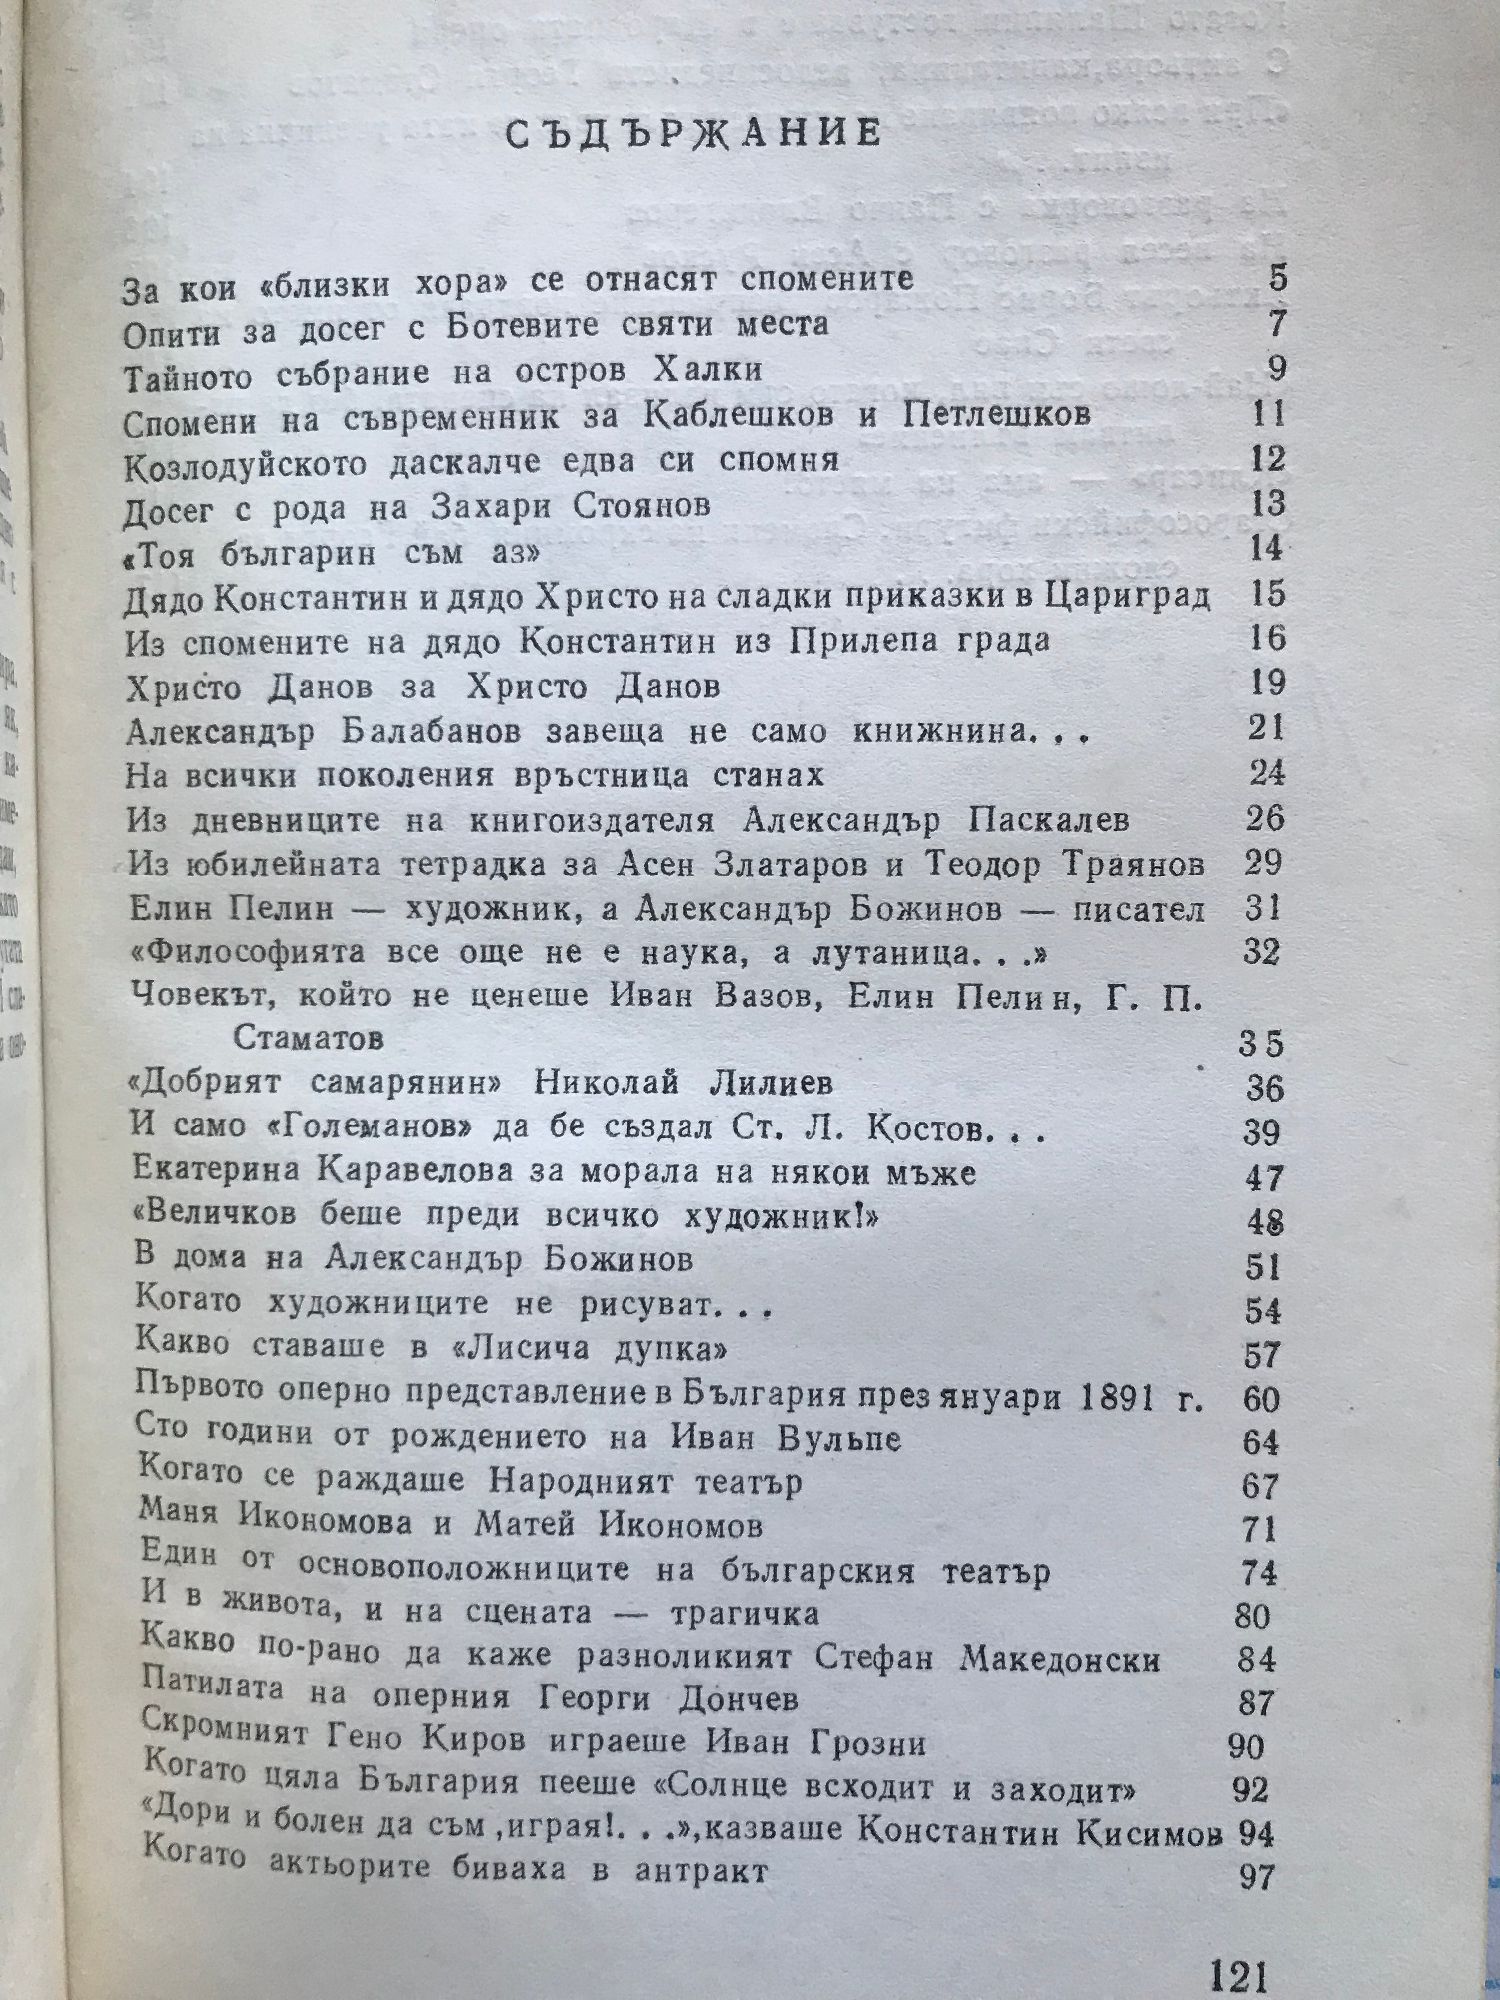 СЪДЪРЖАНИЕ
За кои «близки хора» се отнасят спомените 5
Опити за досег с Ботевите святи места 7
Тайното събрание на остров Халки 9
Спомени на съвременник за Каблешков и Петлешков 11
Козлодуйското даскалче едва си спомня 12
Досег с рода на Захари Стоянов 13
«Тоя българин съм аз» 14
Дядо Константин и дядо Христо на сладки приказки в Цариград 15
Из спомените на дядо Константин из Прилепа града 16
Христо Данов за Христо Данов 19
Александър Балабанов завеща не само книжнина. . . 21
На всички поколения връстница станах 24
Из дневниците на книгоиздателя Александър Паскалев 26
Из юбилейната тетрадка за Асен Златаров и Теодор Траянов 29
Елин Пелин — художник, а Александър Божинов — писател 31
«Философията все още не е наука, а лутаница. . .» 32
Човекът, който не ценеше Иван Вазов, Елин Пелин, Г. П.
Стаматов 35
«Добрият самарянин» Николай Лилиев 36
И само «Големанов» да бе създал Ст. Л. Костов. . . 39
Екатерина Каравелова за морала на някои мъже 47
«Величков беше преди всичко художник!» 48
В дома на Александър Божинов 51
Когато художниците не рисуват. . . 54
Какво ставаше в «Лисича дупка» 57
Първото оперно представление в България през януари 1891 г. 60
Сто години от рождението на Иван Вульпе 64
Когато се раждаше Народният театър 67
Маня Икономова и Матей Икономов 71
Един от основоположниците на българския театър 74
И в живота, и на сцената — трагичка 80
Какво по-рано да каже разноликият Стефан Македонски 84
Патилата на оперния Георги Дончев 87
Скромният Гено Киров играеше Иван Грозни 90
Когато цяла България пееше «Солнце всходит и заходит» 92
«Дори и болен да съм ,играя!. . .»,казваше Константин Кисимов 94
Когато актьорите биваха в антракт 97
121